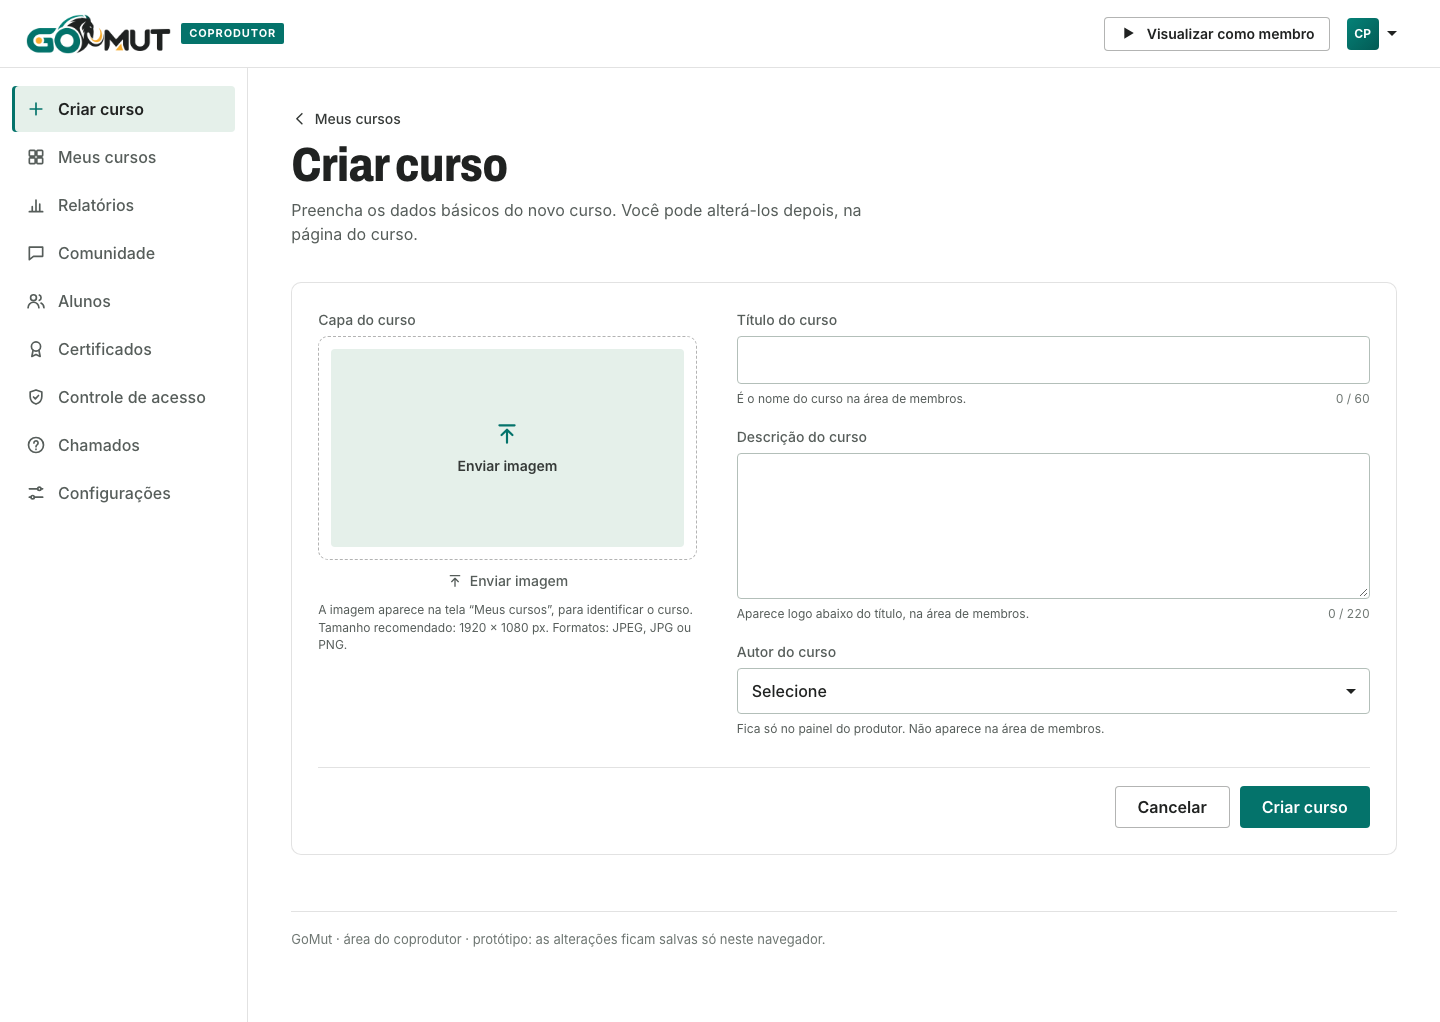 GOMUT
COPRODUTOR
Visualizar como membro
CP
Criar curso
Meus cursos
Relatórios
Comunidade
Alunos
Certificados
Controle de acesso
Chamados
Configurações
Meus cursos
Criar curso
Preencha os dados básicos do novo curso. Você pode alterá-los depois, na
página do curso.
Capa do curso
Enviar imagem
Enviar imagem
A imagem aparece na tela “Meus cursos”, para identificar o curso.
Tamanho recomendado: 1920 × 1080 px. Formatos: JPEG, JPG ou
PNG.
Título do curso
É o nome do curso na área de membros.
0 / 60
Descrição do curso
Aparece logo abaixo do título, na área de membros.
0 / 220
Autor do curso
Selecione
Fica só no painel do produtor. Não aparece na área de membros.
Cancelar
Criar curso
GoMut · área do coprodutor · protótipo: as alterações ficam salvas só neste navegador.